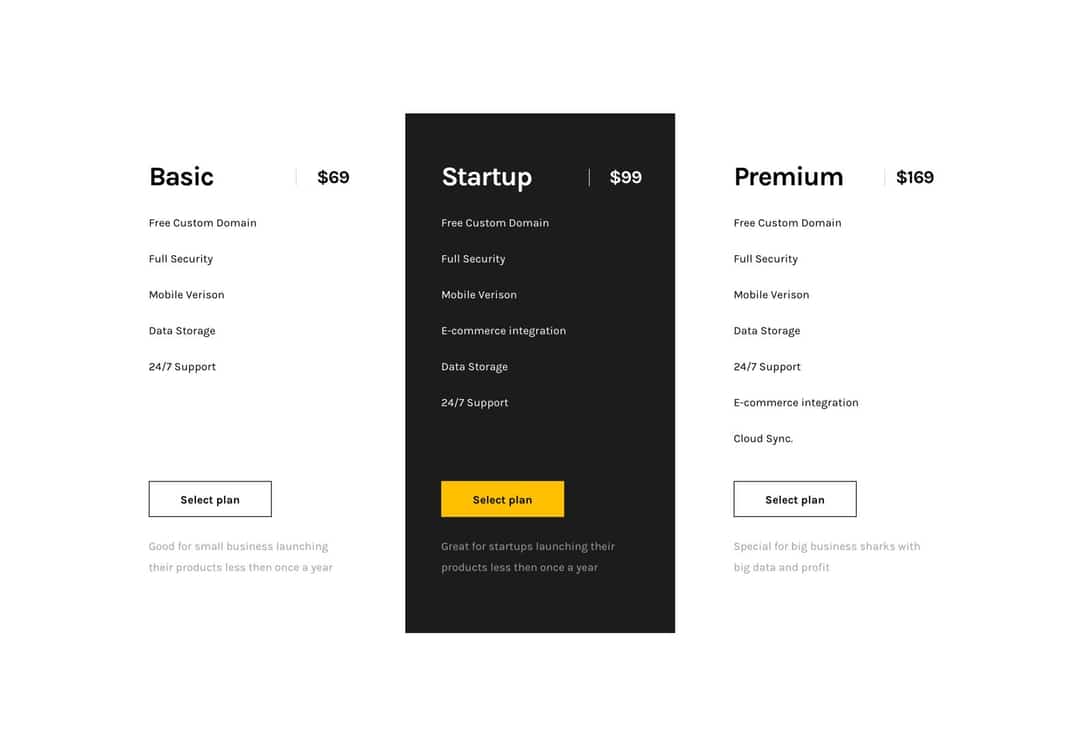 Basic
$69
Free Custom Domain
Full Security
Mobile Verison
Data Storage
24/7 Support
Select plan
Good for small business launching
their products less then once a year
Startup
$99
Free Custom Domain
Full Security
Mobile Verison
E-commerce integration
Data Storage
24/7 Support
Select plan
Great for startups launching their
products less then once a year
Premium
$169
Free Custom Domain
Full Security
Mobile Verison
Data Storage
24/7 Support
E-commerce integration
Cloud Sync.
Select plan
Special for big business sharks with
big data and profit